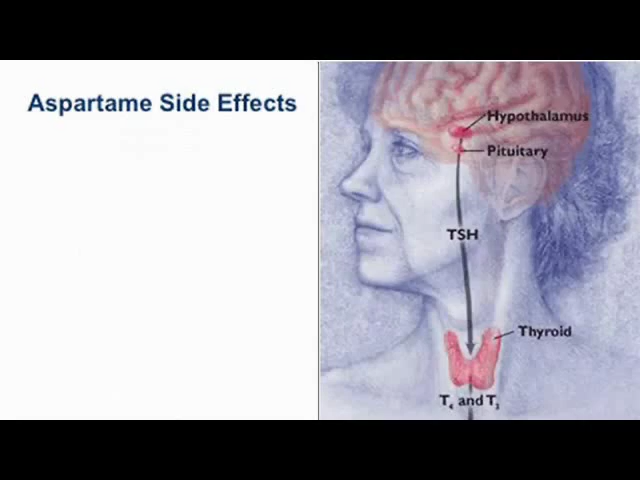 Aspartame Side Effects
Hypothalamus
Pituitary
TSH
Thyroid
T4 and T3